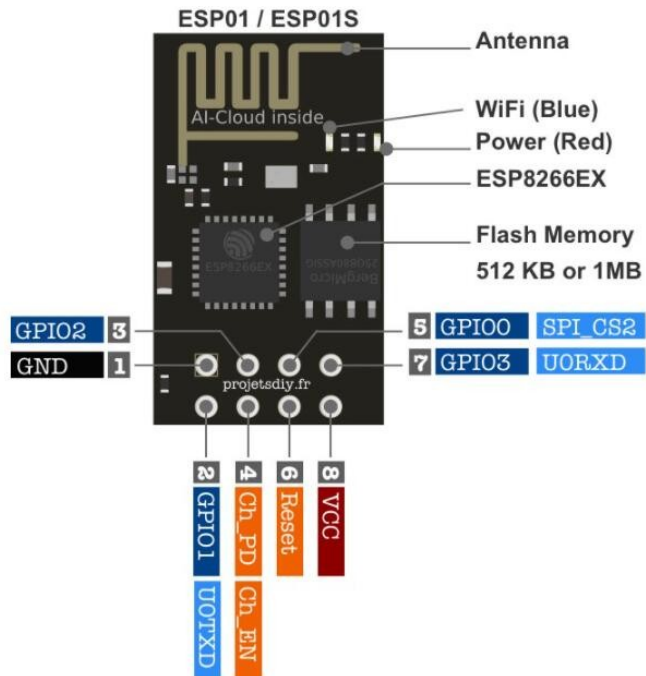 ESP01 / ESP01S
Antenna
AI-Cloud inside
WiFi (Blue)
Power (Red)
ESP8266EX
ESP8266EX
Flash Memory
512 KB or 1MB
BergMicro
25Q80ASSIG
GPIO2 3
5 GPIO0 SPI_CS2
GND 1
7 GPIO3 U0RXD
projetsdiy.fr
2 GPIO1 U0TXD
4 Ch_PD Ch_EN
6 Reset
8 VCC